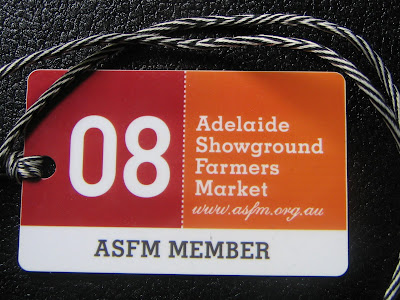 08
Adelaide
Showground
Farmers
Market
www.asfm.org.au
ASFM MEMBER